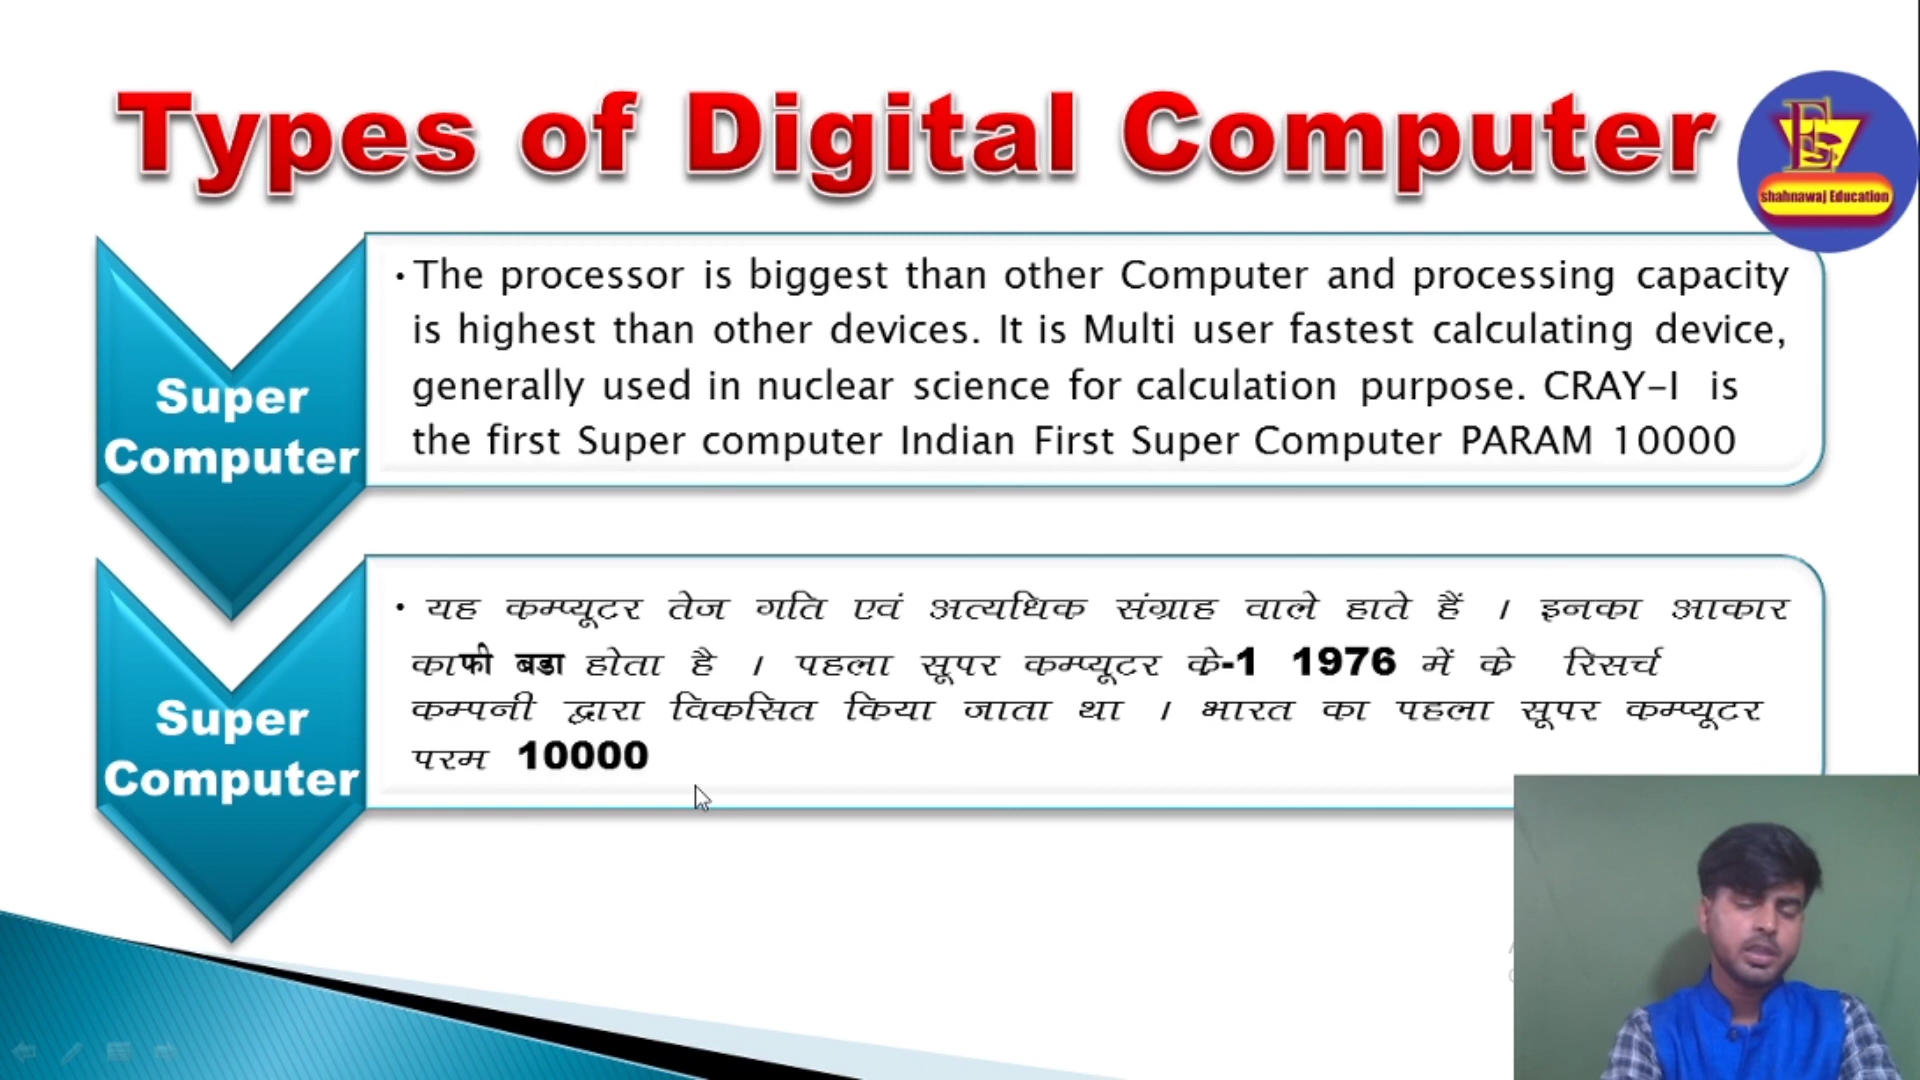 Types of Digital Computer
ES
shahnawaj Education
Super
Computer
• The processor is biggest than other Computer and processing capacity
is highest than other devices. It is Multi user fastest calculating device,
generally used in nuclear science for calculation purpose. CRAY-I is
the first Super computer Indian First Super Computer PARAM 10000
Super
Computer
• यह कम्प्यूटर तेज गति एवं अत्यधिक संग्राह वाले हाते हैं । इनका आकार
काफी बडा होता है । पहला सूपर कम्प्यूटर के-1 1976 में के रिसर्च
कम्पनी द्वारा विकसित किया जाता था । भारत का पहला सूपर कम्प्यूटर
परम 10000